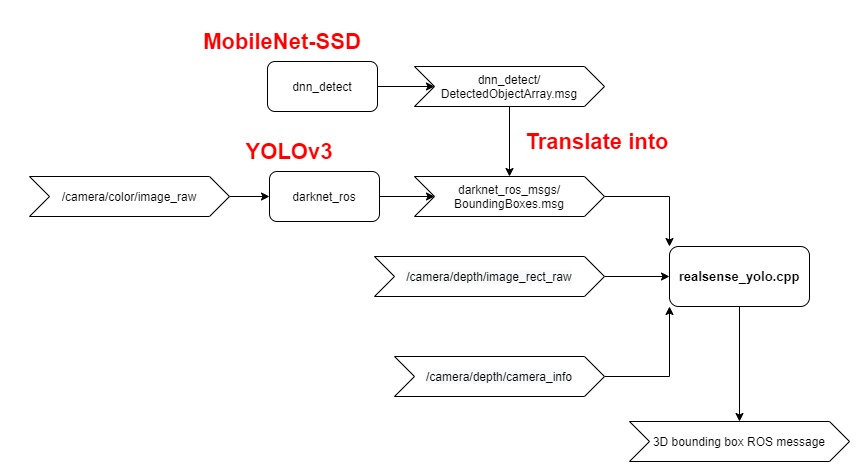 MobileNet-SSD
dnn_detect
dnn_detect/
DetectedObjectArray.msg
Translate into
YOLOv3
/camera/color/image_raw
darknet_ros
darknet_ros_msgs/
BoundingBoxes.msg
/camera/depth/image_rect_raw
realsense_yolo.cpp
/camera/depth/camera_info
3D bounding box ROS message